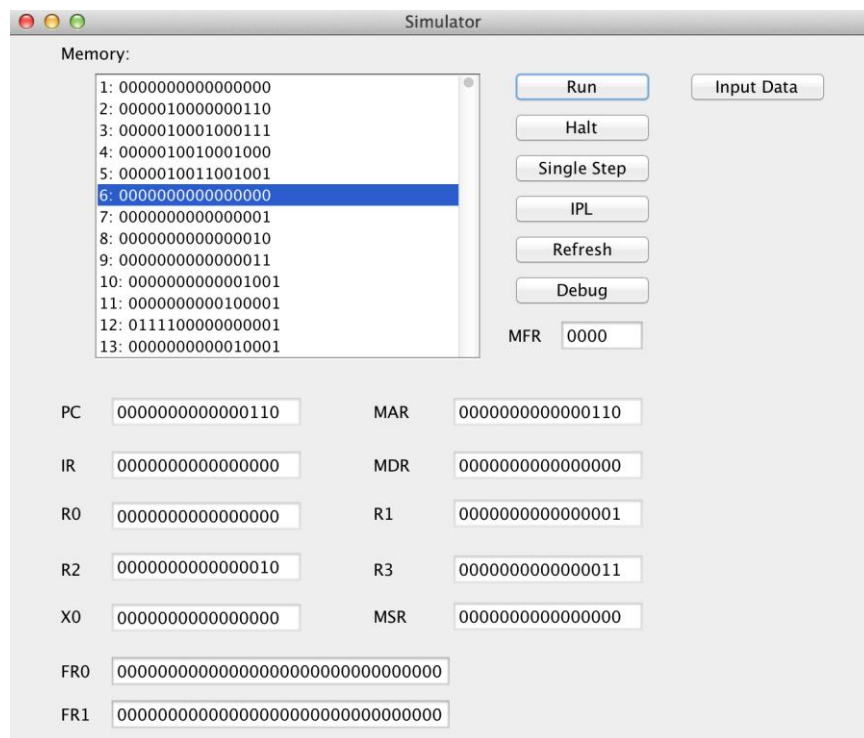 Simulator
Memory:
1: 0000000000000000
2: 0000010000000110
3: 0000010001000111
4: 0000010010001000
5: 0000010011001001
6: 0000000000000000
7: 0000000000000001
8: 0000000000000010
9: 0000000000000011
10: 0000000000001001
11: 0000000000100001
12: 0111100000000001
13: 0000000000010001
Run
Input Data
Halt
Single Step
IPL
Refresh
Debug
MFR 0000
PC 0000000000000110 MAR 0000000000000110
IR 0000000000000000 MDR 0000000000000000
R0 0000000000000000 R1 0000000000000001
R2 0000000000000010 R3 0000000000000011
X0 0000000000000000 MSR 0000000000000000
FR0 00000000000000000000000000000000
FR1 00000000000000000000000000000000